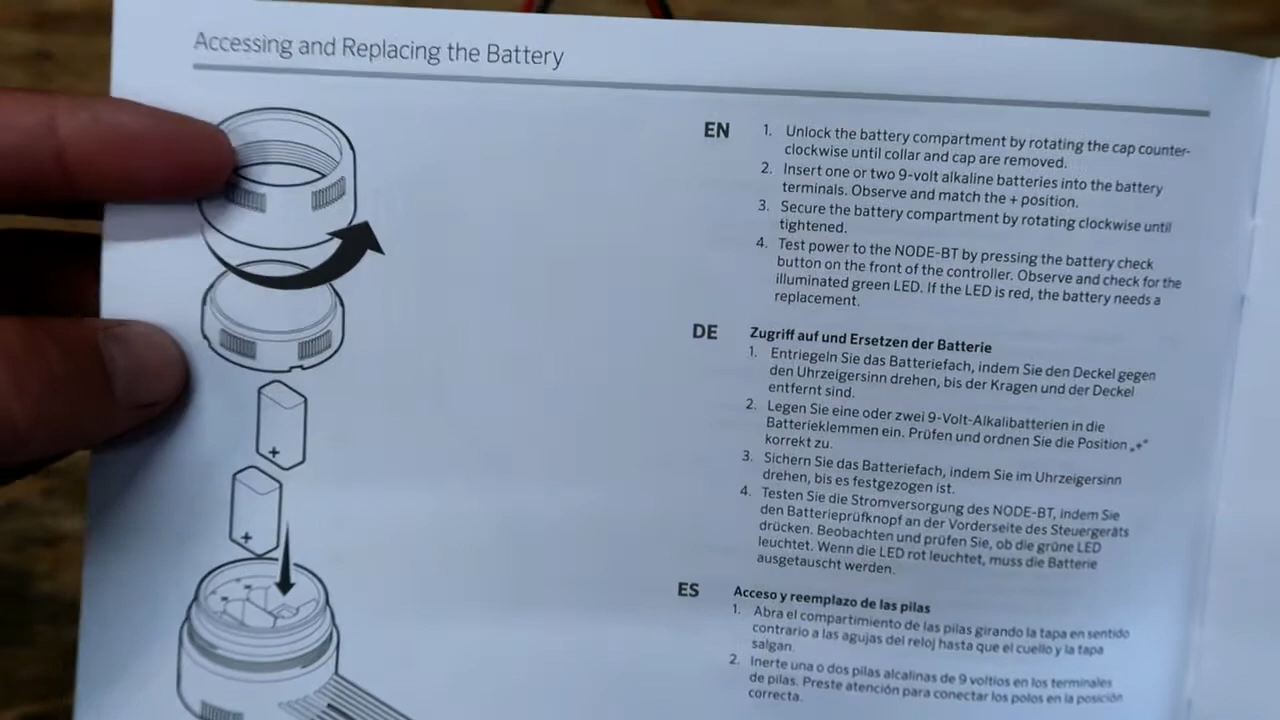 Accessing and Replacing the Battery
EN
1. Unlock the battery compartment by rotating the cap counter-
clockwise until collar and cap are removed.
2. Insert one or two 9-volt alkaline batteries into the battery
terminals. Observe and match the + position.
3. Secure the battery compartment by rotating clockwise until
tightened.
4. Test power to the NODE-BT by pressing the battery check
button on the front of the controller. Observe and check for the
illuminated green LED. If the LED is red, the battery needs a
replacement.
DE
Zugriff auf und Ersetzen der Batterie
1. Entriegeln Sie das Batteriefach, indem Sie den Deckel gegen
den Uhrzeigersinn drehen, bis der Kragen und der Deckel
entfernt sind.
2. Legen Sie eine oder zwei 9-Volt-Alkalibatterien in die
Batterieklemmen ein. Prüfen und ordnen Sie die Position „+“
korrekt zu.
3. Sichern Sie das Batteriefach, indem Sie im Uhrzeigersinn
drehen, bis es festgezogen ist.
4. Testen Sie die Stromversorgung des NODE-BT, indem Sie
den Batterieprüfknopf an der Vorderseite des Steuergeräts
drücken. Beobachten und prüfen Sie, ob die grüne LED
leuchtet. Wenn die LED rot leuchtet, muss die Batterie
ausgetauscht werden.
ES
Acceso y reemplazo de las pilas
1. Abra el compartimiento de las pilas girando la tapa en sentido
contrario a las agujas del reloj hasta que el cuello y la tapa
salgan.
2. Inerte una o dos pilas alcalinas de 9 voltios en los terminales
de pilas. Preste atención para conectar los polos en la posición
correcta.
+
+